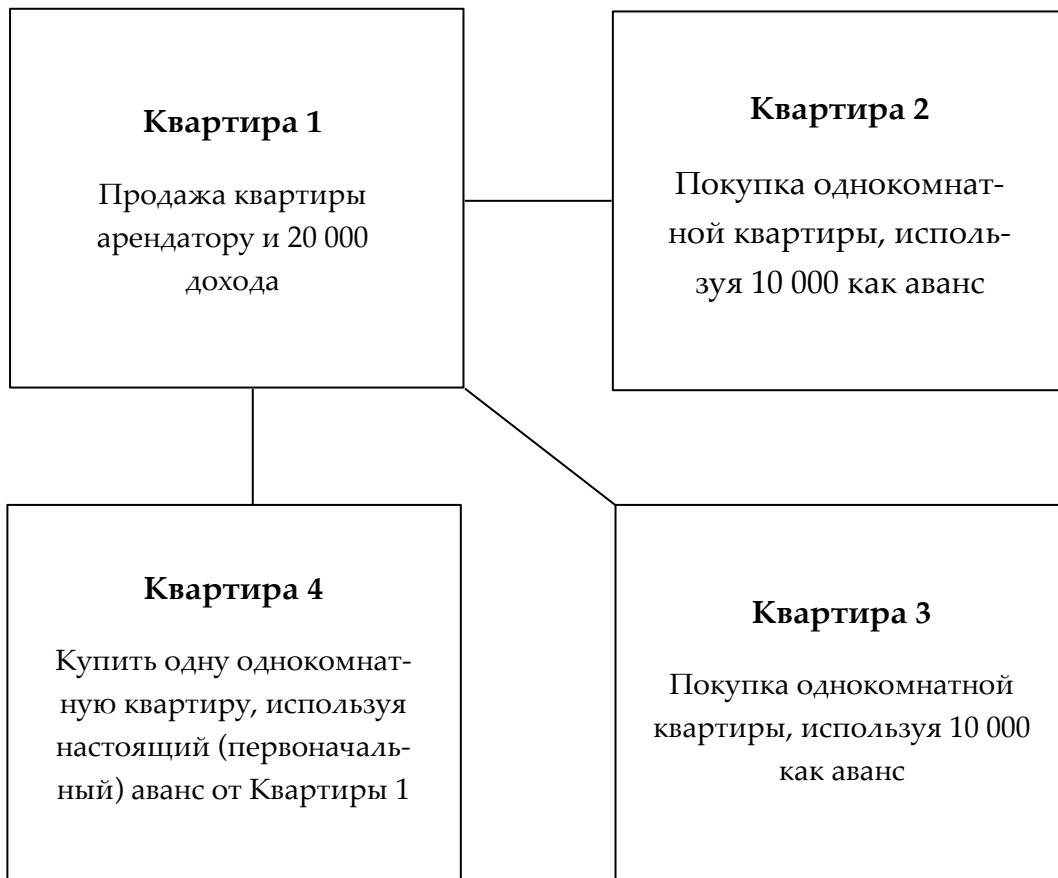 Квартира 1
Продажа квартиры
арендатору и 20 000
дохода
Квартира 2
Покупка однокомнат-
ной квартиры, исполь-
зуя 10 000 как аванс
Квартира 4
Купить одну однокомнат-
ную квартиру, используя
настоящий (первоначаль-
ный) аванс от Квартиры 1
Квартира 3
Покупка однокомнатной
квартиры, используя 10 000
как аванс